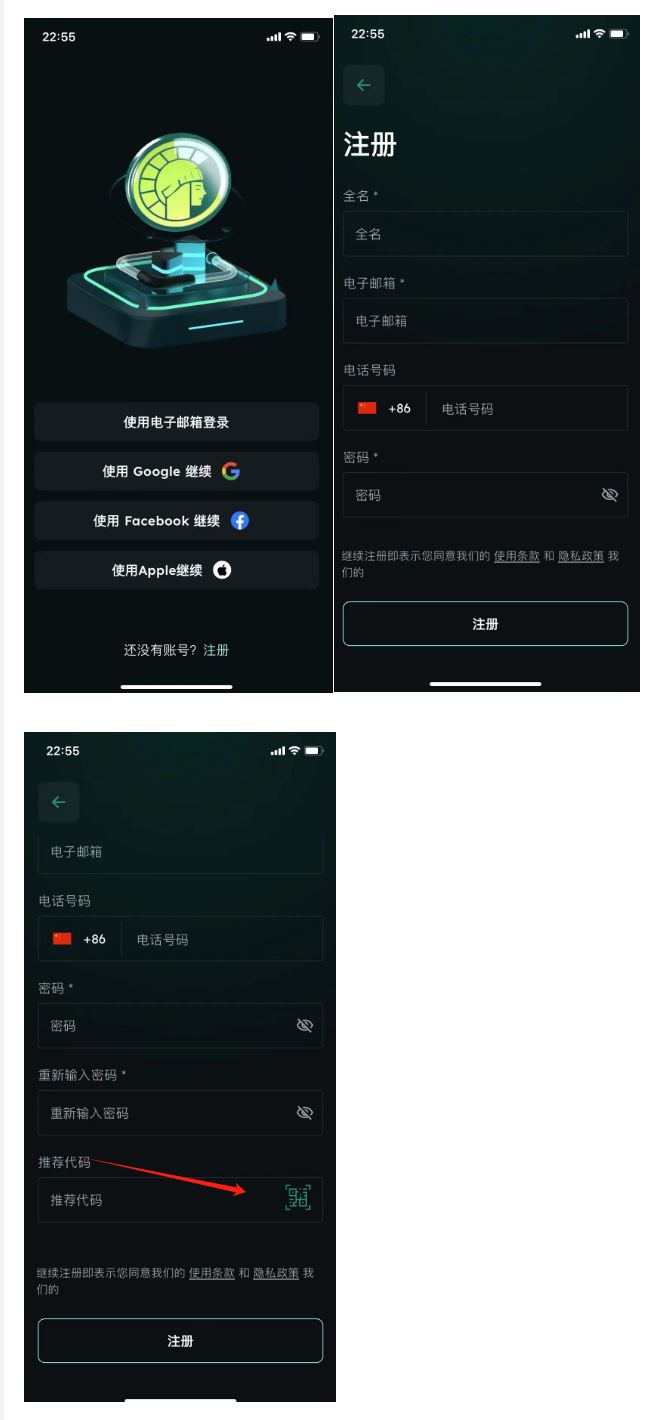 22:55
使用电子邮箱登录
使用 Google 继续
使用 Facebook 继续
使用Apple继续
还没有账号? 注册
22:55
注册
全名 *
全名
电子邮箱 *
电子邮箱
电话号码
+86 电话号码
密码 *
密码
继续注册即表示您同意我们的 使用条款 和 隐私政策 我
们的
注册
22:55
电子邮箱
电话号码
+86 电话号码
密码 *
密码
重新输入密码 *
重新输入密码
推荐代码
推荐代码
继续注册即表示您同意我们的 使用条款 和 隐私政策 我
们的
注册